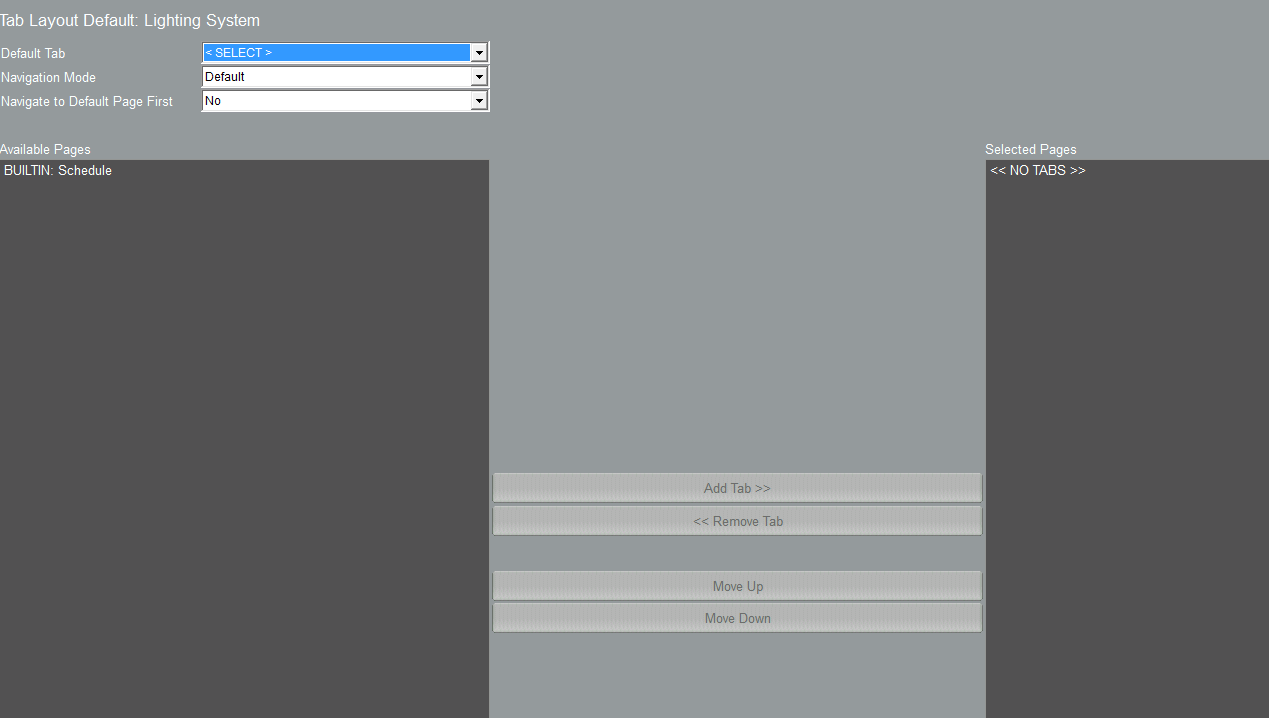 Tab Layout Default: Lighting System
Default Tab < SELECT >
Navigation Mode Default
Navigate to Default Page First No
Available Pages Selected Pages
BUILTIN: Schedule << NO TABS >>
Add Tab >>
<< Remove Tab
Move Up
Move Down